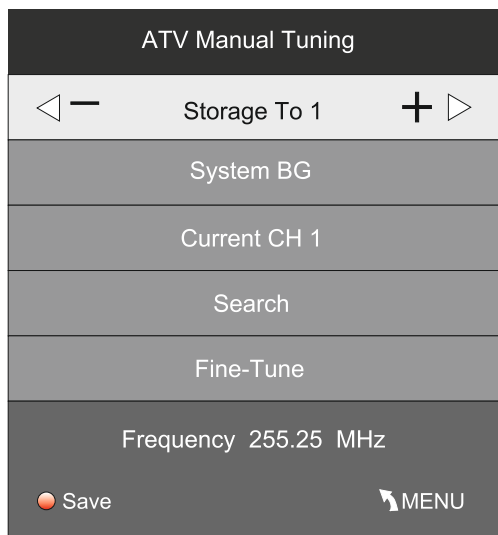 ATV Manual Tuning
Storage To 1
System BG
Current CH 1
Search
Fine-Tune
Frequency 255.25 MHz
Save MENU